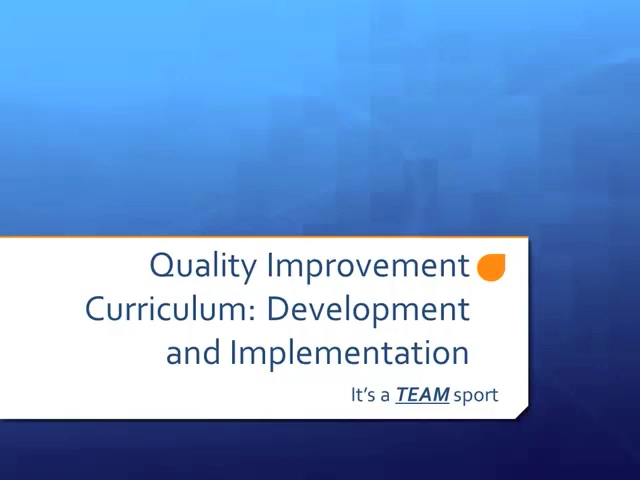 Quality Improvement
Curriculum: Development
and Implementation
It's a TEAM sport